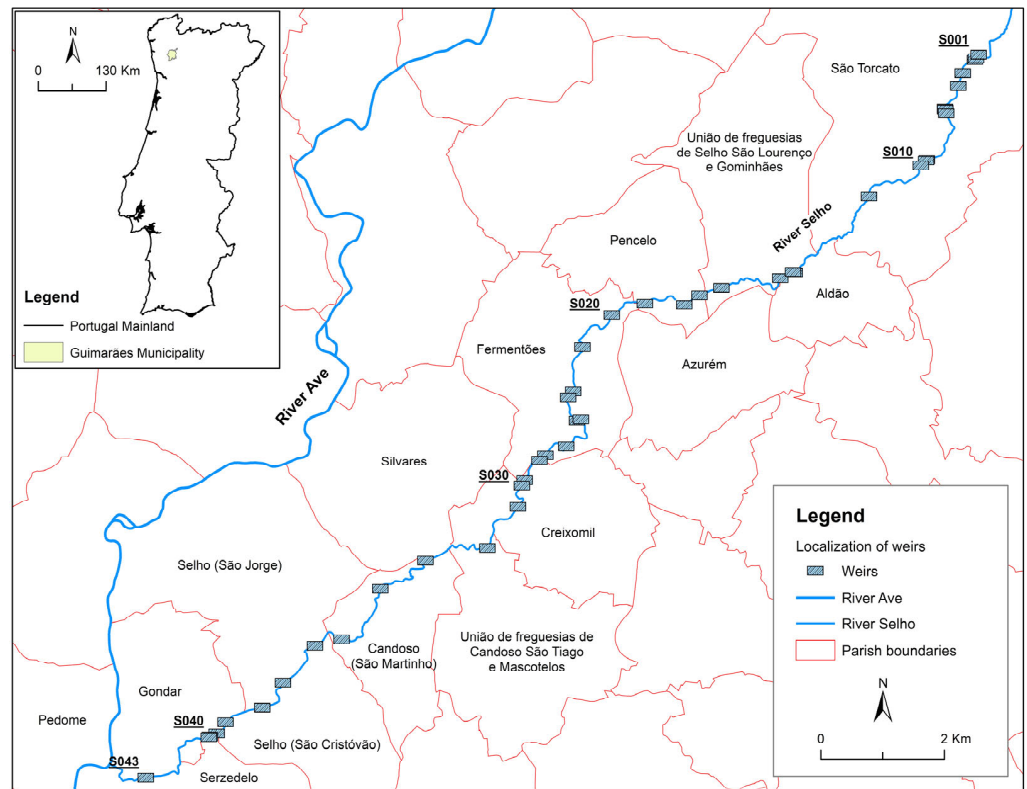 N
0 130 Km
Legend
Portugal Mainland
Guimarães Municipality
S001
São Torcato
União de freguesias
de Selho São Lourenço
e Gominhães
S010
River Selho
Pencelo
Aldão
S020
Fermentões
Azurém
River Ave
Silvares
S030
Creixomil
Selho (São Jorge)
União de freguesias de
Candoso São Tiago
e Mascotelos
Candoso
(São Martinho)
Gondar
Pedome
S040
Selho (São Cristóvão)
S043
Serzedelo
Legend
Localization of weirs
Weirs
River Ave
River Selho
Parish boundaries
N
0 2 Km